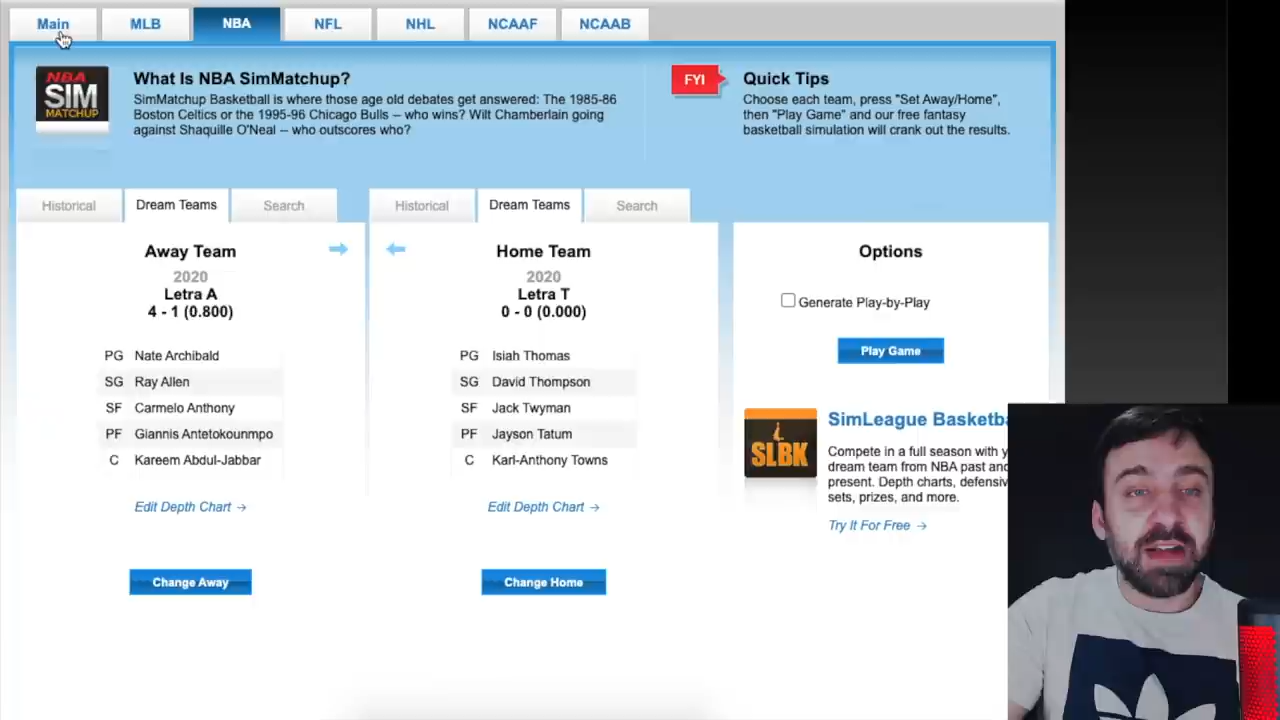 Main
MLB
NBA
NFL
NHL
NCAAF
NCAAB
NBA
SIM
MATCHUP
What Is NBA SimMatchup?
SimMatchup Basketball is where those age old debates get answered: The 1985-86
Boston Celtics or the 1995-96 Chicago Bulls – who wins? Wilt Chamberlain going
against Shaquille O'Neal – who outscores who?
FYI
Quick Tips
Choose each team, press "Set Away/Home",
then "Play Game" and our free fantasy
basketball simulation will crank out the results.
Historical
Dream Teams
Search
Away Team
2020
Letra A
4 - 1 (0.800)
PG Nate Archibald
SG Ray Allen
SF Carmelo Anthony
PF Giannis Antetokounmpo
C Kareem Abdul-Jabbar
Edit Depth Chart →
Change Away
Historical
Dream Teams
Search
Home Team
2020
Letra T
0 - 0 (0.000)
PG Isiah Thomas
SG David Thompson
SF Jack Twyman
PF Jayson Tatum
C Karl-Anthony Towns
Edit Depth Chart →
Change Home
Options
Generate Play-by-Play
Play Game
SLBK
SimLeague Basketba
Compete in a full season with y
dream team from NBA past and
present. Depth charts, defensiv
sets, prizes, and more.
Try It For Free →